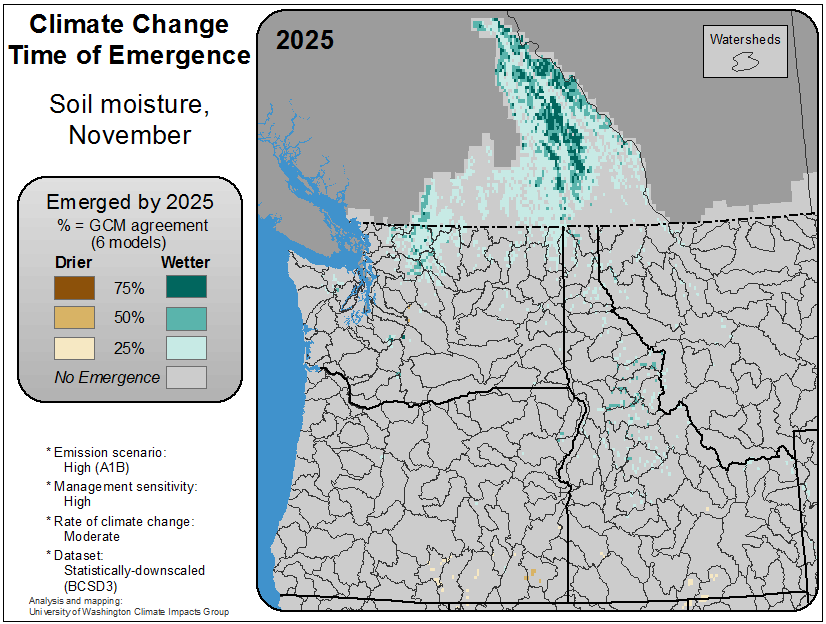 Climate Change
Time of Emergence
Soil moisture,
November
Emerged by 2025
% = GCM agreement
(6 models)
Drier Wetter
75%
50%
25%
No Emergence
* Emission scenario:
High (A1B)
* Management sensitivity:
High
* Rate of climate change:
Moderate
* Dataset:
Statistically-downscaled
(BCSD3)
Analysis and mapping:
University of Washington Climate Impacts Group
2025
Watersheds